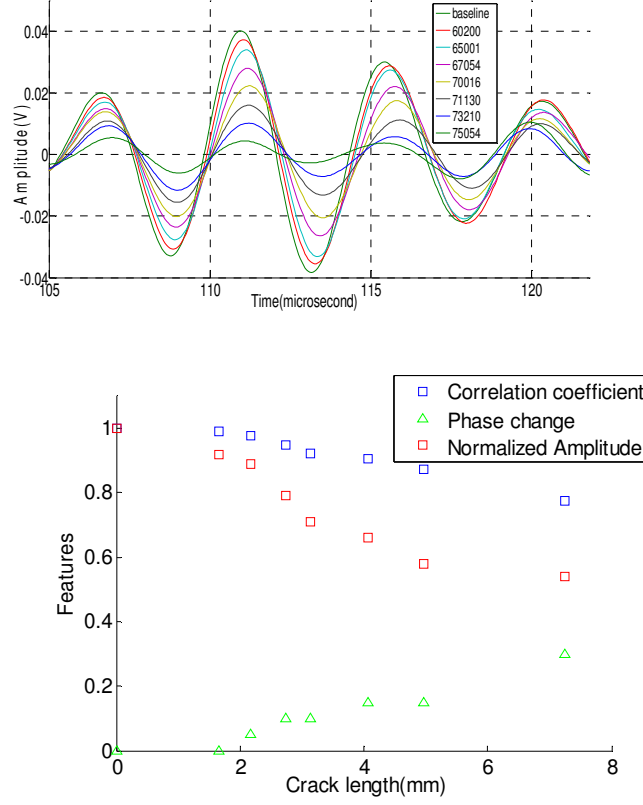 0.04
0.02
0
-0.02
-0.04
Amplitude(V)
baseline
60200
65001
67054
70016
71130
73210
75054
105 110 115 120
Time(microsecond)
Correlation coefficient
Phase change
Normalized Amplitude
1
0.8
0.6
0.4
0.2
0
Features
0 2 4 6 8
Crack length(mm)